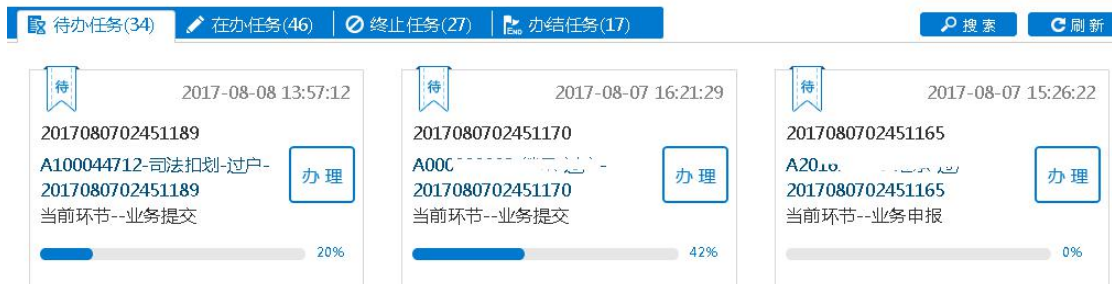 待办任务(34) 在办任务(46) 终止任务(27) END 办结任务(17) 搜索 刷新
待 2017-08-08 13:57:12
2017080702451189
A100044712-司法扣划-过户-
2017080702451189
办理
当前环节--业务提交
20%
待 2017-08-07 16:21:29
2017080702451170
A000
2017080702451170
办理
当前环节--业务提交
42%
待 2017-08-07 15:26:22
2017080702451165
2017080702451165
办理
当前环节--业务申报
0%